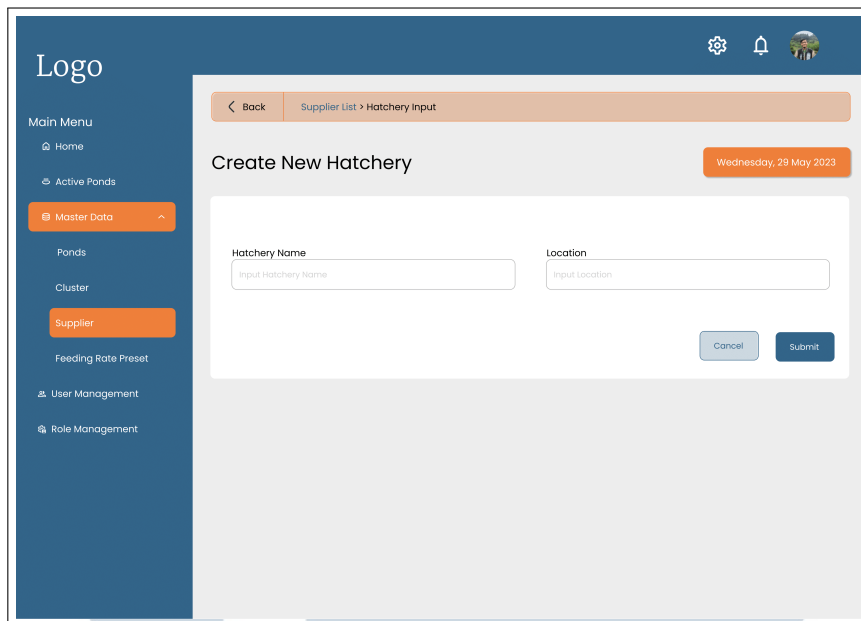 Logo
Main Menu
Home
Active Ponds
Master Data
Ponds
Cluster
Supplier
Feeding Rate Preset
User Management
Role Management
Back
Supplier List > Hatchery Input
Create New Hatchery
Wednesday, 29 May 2023
Hatchery Name
Input Hatchery Name
Location
Input Location
Cancel
Submit